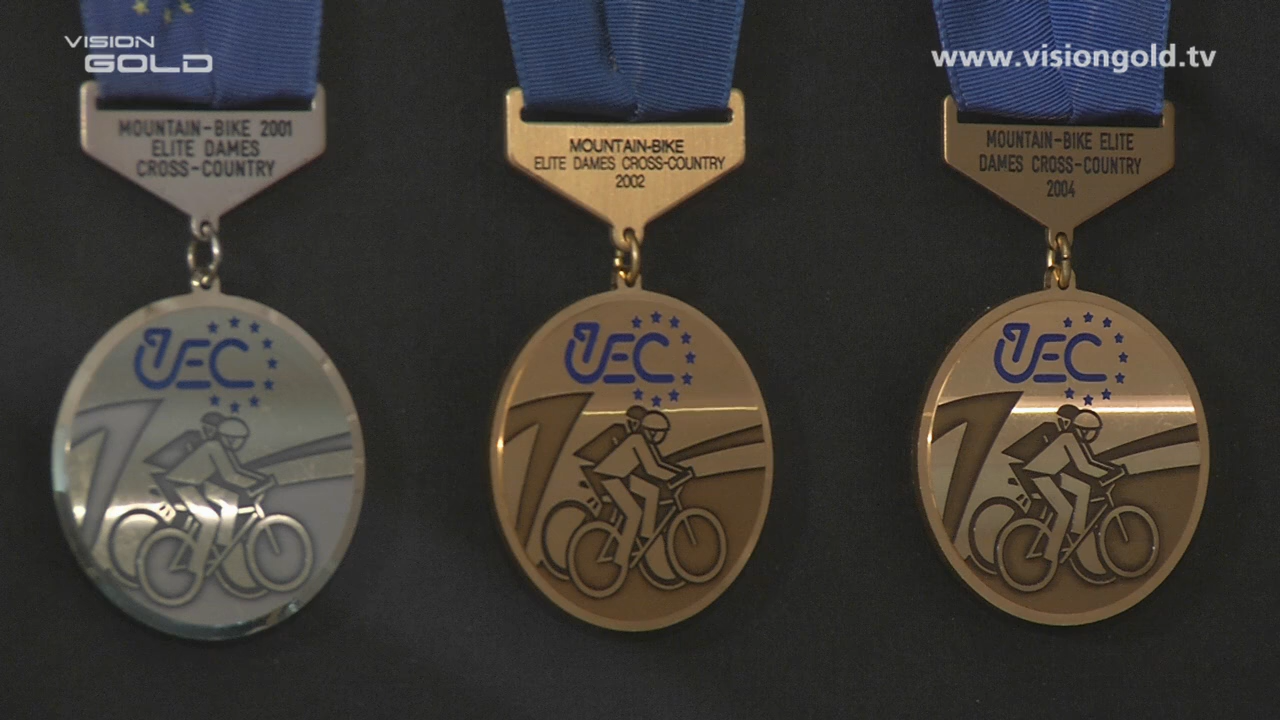 VISION
GOLD
www.visiongold.tv
MOUNTAIN-BIKE 2001
ELITE DAMES
CROSS-COUNTRY
UEC
MOUNTAIN-BIKE
ELITE DAMES CROSS-COUNTRY
2002
UEC
MOUNTAIN-BIKE ELITE
DAMES CROSS-COUNTRY
2004
UEC